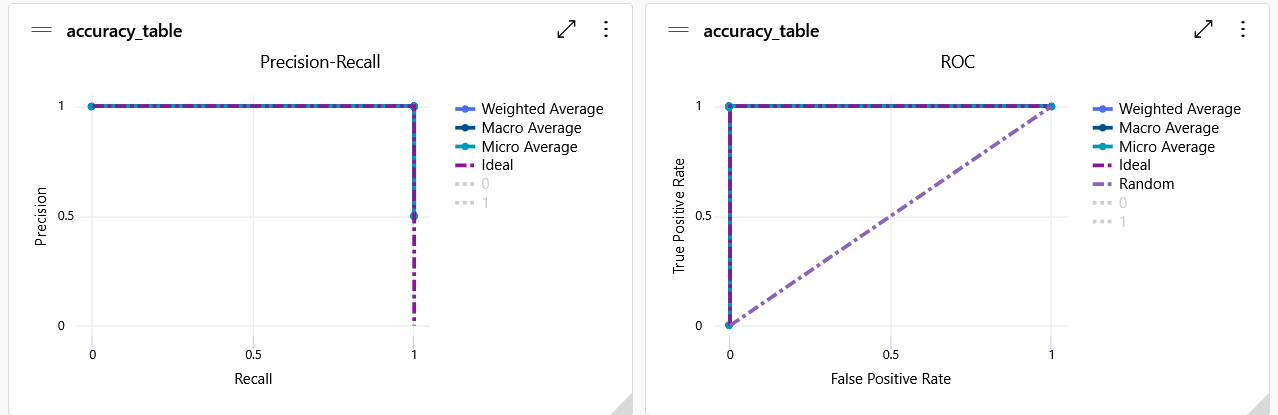 accuracy_table
Precision-Recall
1
0.5
0
Precision
0
0.5
1
Recall
Weighted Average
Macro Average
Micro Average
Ideal
0
1
accuracy_table
ROC
1
0.5
0
True Positive Rate
0
0.5
1
False Positive Rate
Weighted Average
Macro Average
Micro Average
Ideal
Random
0
1